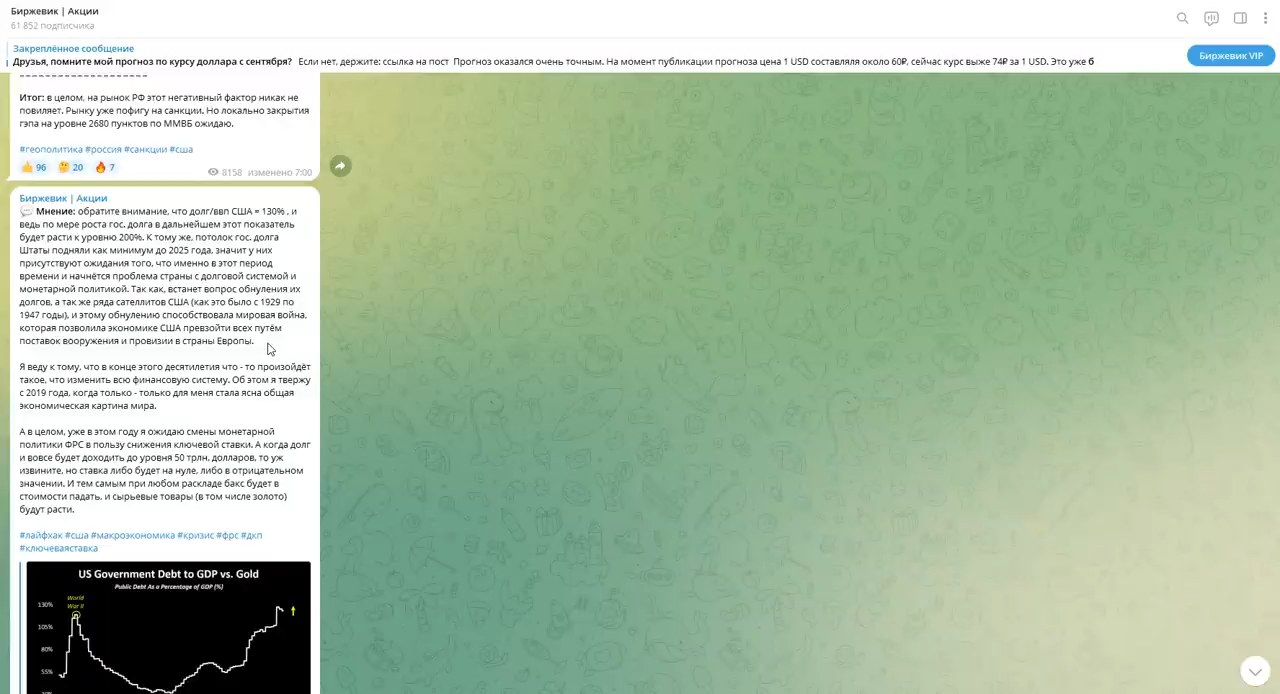 Биржевик | Акции
61 852 подписчика
Закреплённое сообщение
Друзья, помните мой прогноз по курсу доллара с сентября? Если нет, держите: ссылка на пост Прогноз оказался очень точным. На момент публикации прогноза цена 1 USD составляла около 60₽, сейчас курс выше 74₽ за 1 USD. Это уже б
Биржевик VIP
Итог: в целом, на рынок РФ этот негативный фактор никак не
повиляет. Рынку уже пофигу на санкции. Но локально закрытия
гэпа на уровне 2680 пунктов по ММВБ ожидаю.
#геополитика #россия #санкции #сша
96 20 7 8158 изменено 7:00
Биржевик | Акции
Мнение: обратите внимание, что долг/ввп США = 130% , и
ведь по мере роста гос. долга в дальнейшем этот показатель
будет расти к уровню 200%. К тому же, потолок гос. долга
Штаты подняли как минимум до 2025 года, значит у них
присутствуют ожидания того, что именно в этот период
времени и начнётся проблема страны с долговой системой и
монетарной политикой. Так как, встанет вопрос обнуления их
долгов, а так же ряда сателлитов США (как это было с 1929 по
1947 годы), и этому обнулению способствовала мировая война,
которая позволила экономике США превзойти всех путём
поставок вооружения и провизии в страны Европы.
Я веду к тому, что в конце этого десятилетия что - то произойдёт
такое, что изменить всю финансовую систему. Об этом я твержу
с 2019 года, когда только - только для меня стала ясна общая
экономическая картина мира.
А в целом, уже в этом году я ожидаю смены монетарной
политики ФРС в пользу снижения ключевой ставки. А когда долг
и вовсе будет доходить до уровня 50 трлн. долларов, то уж
извините, но ставка либо будет на нуле, либо в отрицательном
значении. И тем самым при любом раскладе бакс будет в
стоимости падать, и сырьевые товары (в том числе золото)
будут расти.
#лайфхак #сша #макроэкономика #кризис #фрс #дкп
#ключеваяставка
US Government Debt to GDP vs. Gold
Public Debt As a Percentage of GDP (%)
World
War II
130%
105%
80%
55%